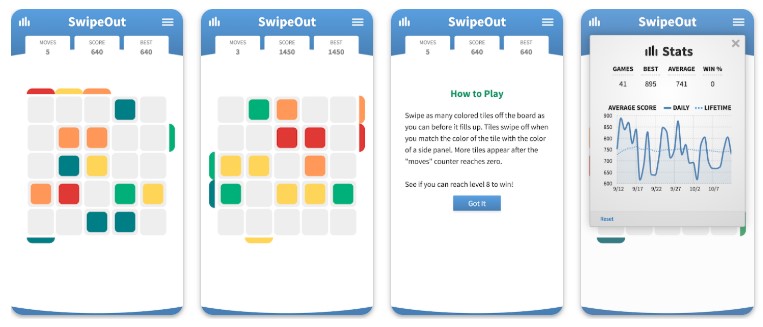 SwipeOut
MOVES SCORE BEST
5 640 640
SwipeOut
MOVES SCORE BEST
3 1450 1450
SwipeOut
MOVES SCORE BEST
5 640 640
How to Play
Swipe as many colored tiles off the board as
you can before it fills up. Tiles swipe off when
you match the color of the tile with the color
of a side panel. More tiles appear after the
"moves" counter reaches zero.
See if you can reach level 8 to win!
Got It
SwipeOut
Stats
GAMES BEST AVERAGE WIN %
41 895 741 0
AVERAGE SCORE DAILY LIFETIME
900
850
800
750
700
650
600
9/12 9/17 9/22 9/27 10/2 10/7
Reset